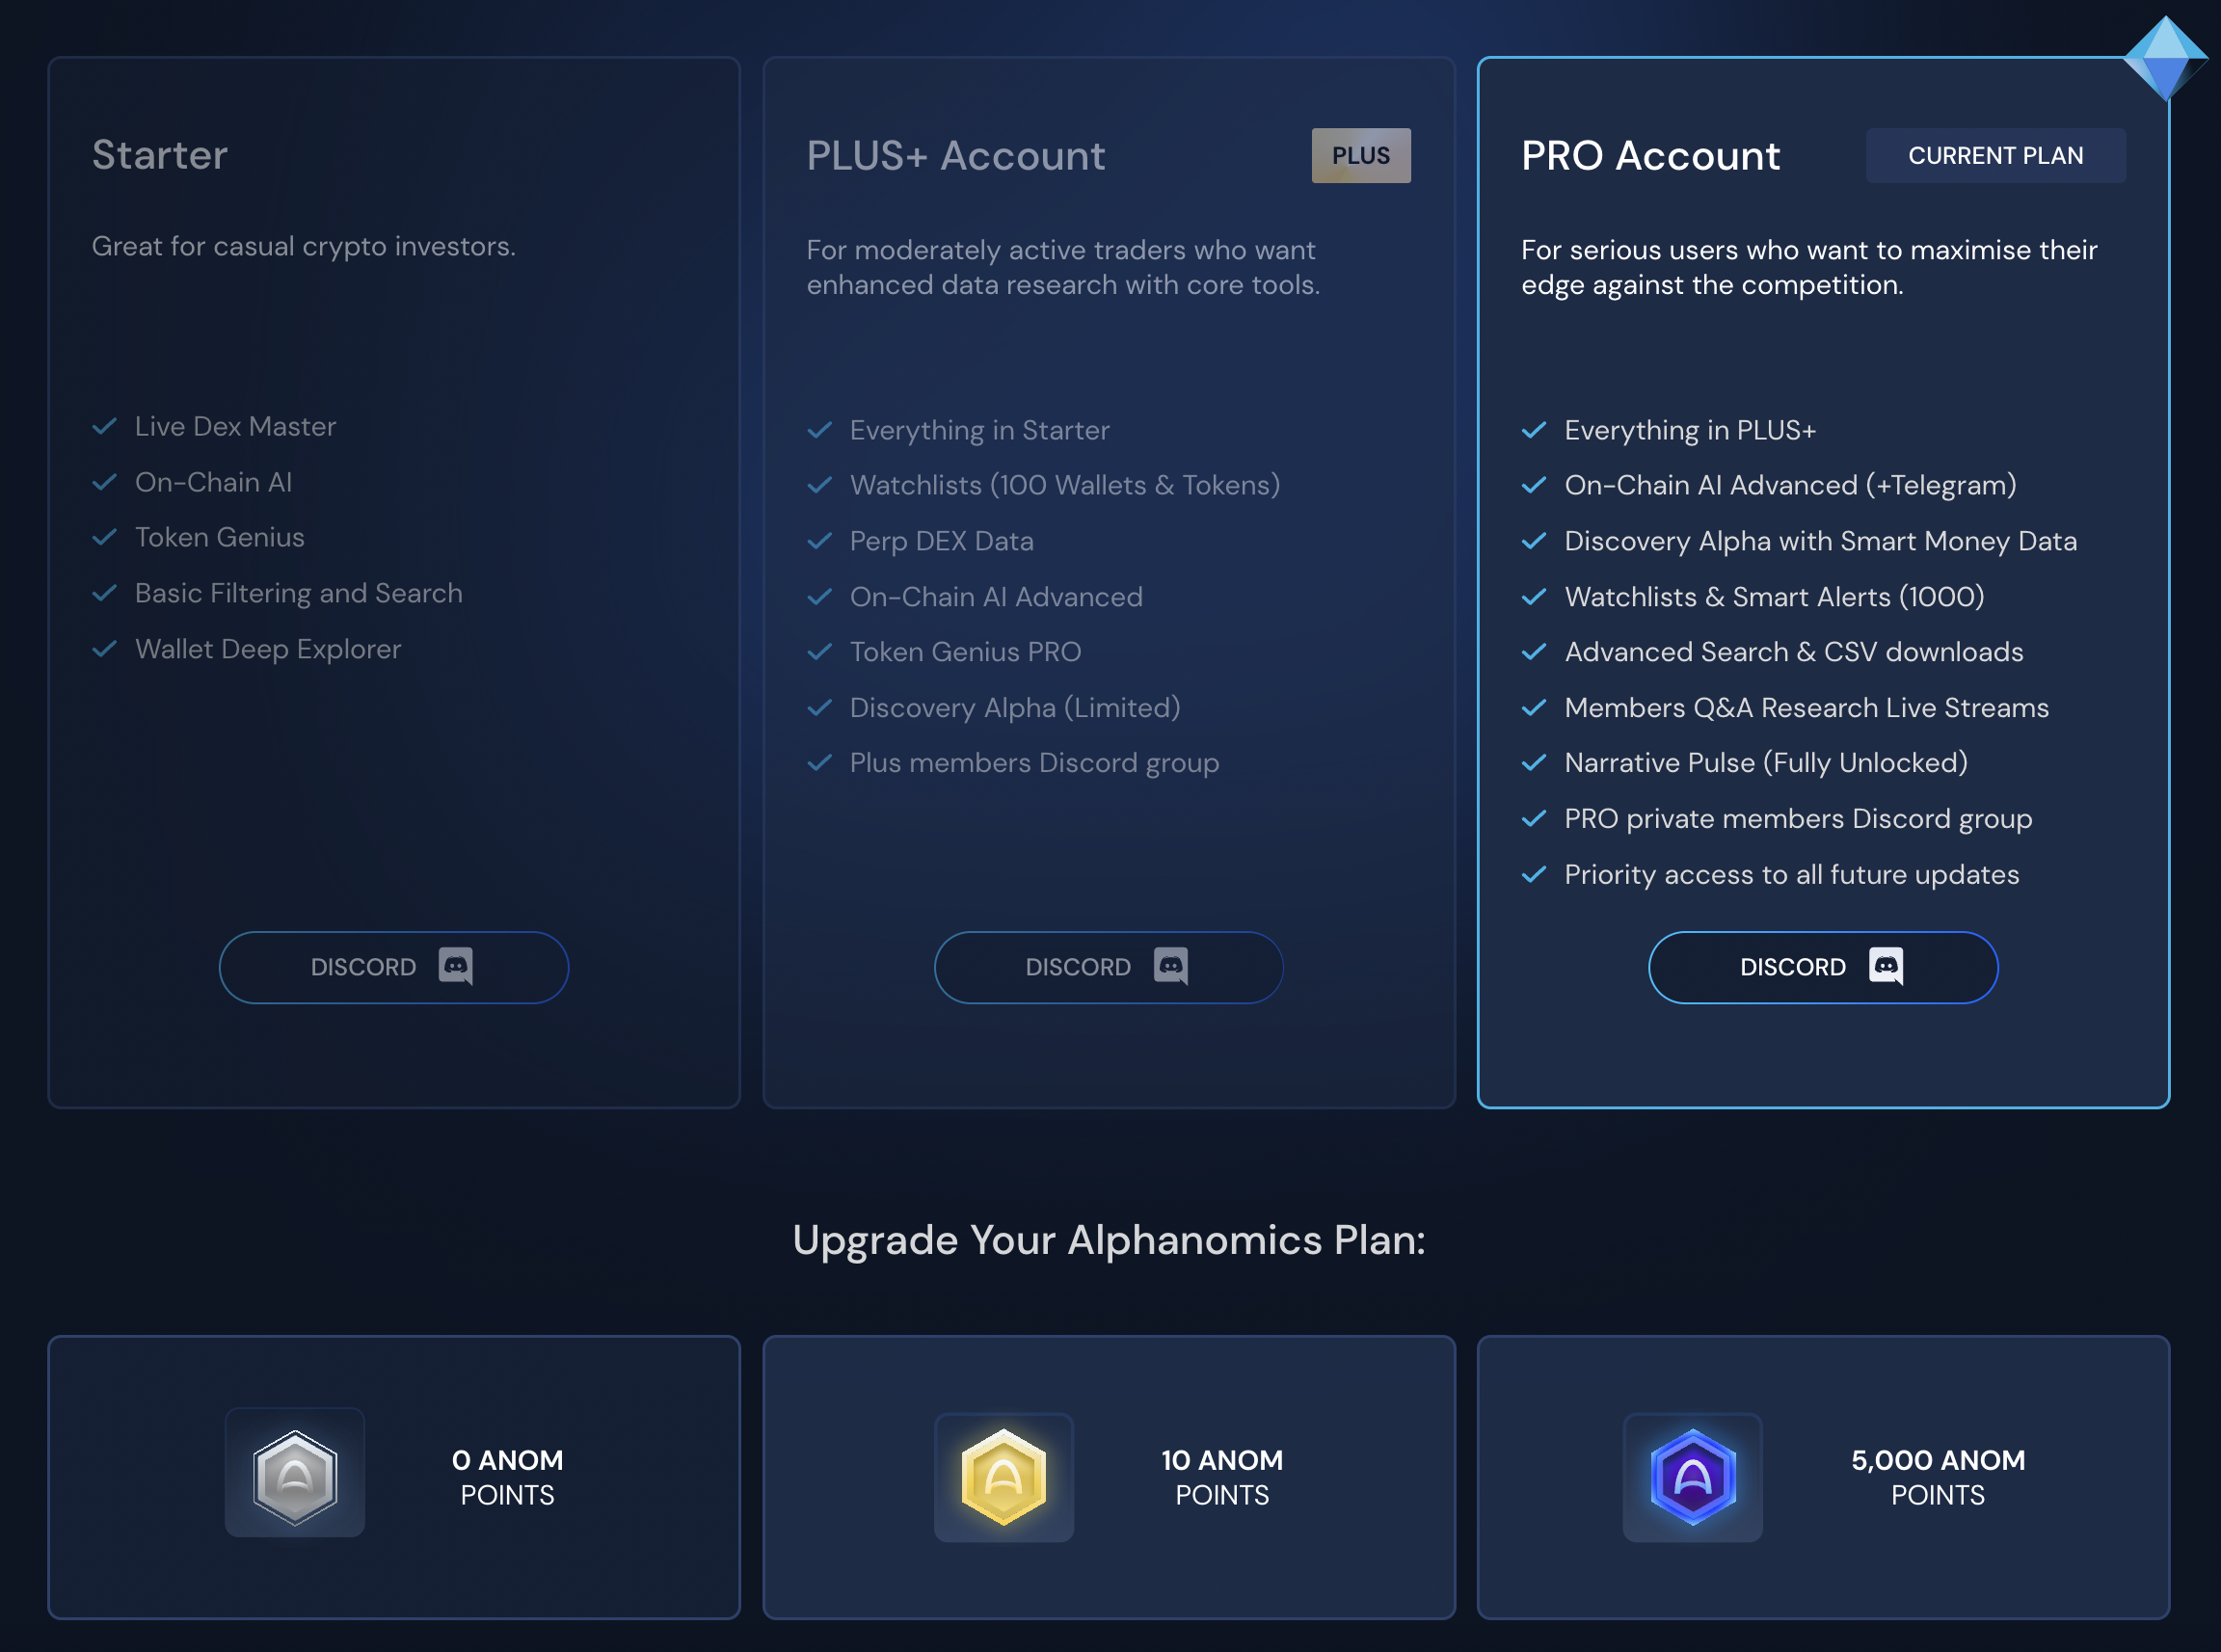 Starter
Great for casual crypto investors.
Live Dex Master
On-Chain AI
Token Genius
Basic Filtering and Search
Wallet Deep Explorer
DISCORD
PLUS+ Account
PLUS
For moderately active traders who want
enhanced data research with core tools.
Everything in Starter
Watchlists (100 Wallets & Tokens)
Perp DEX Data
On-Chain AI Advanced
Token Genius PRO
Discovery Alpha (Limited)
Plus members Discord group
DISCORD
PRO Account
CURRENT PLAN
For serious users who want to maximise their
edge against the competition.
Everything in PLUS+
On-Chain AI Advanced (+Telegram)
Discovery Alpha with Smart Money Data
Watchlists & Smart Alerts (1000)
Advanced Search & CSV downloads
Members Q&A Research Live Streams
Narrative Pulse (Fully Unlocked)
PRO private members Discord group
Priority access to all future updates
DISCORD
Upgrade Your Alphanomics Plan:
0 ANOM
POINTS
10 ANOM
POINTS
5,000 ANOM
POINTS